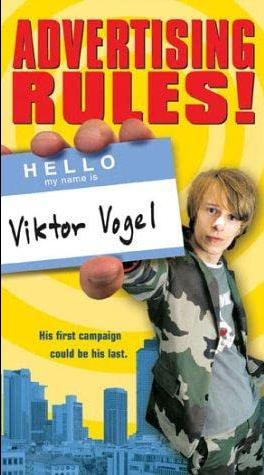 ADVERTISING
RULES!
HELLO
my name is
Viktor Vogel
His first campaign
could be his last.